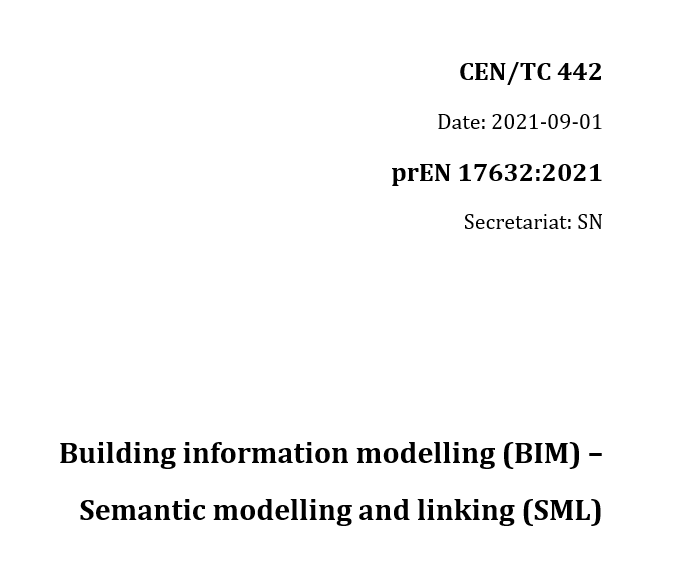 CEN/TC 442
Date: 2021-09-01
prEN 17632:2021
Secretariat: SN
Building information modelling (BIM) –
Semantic modelling and linking (SML)